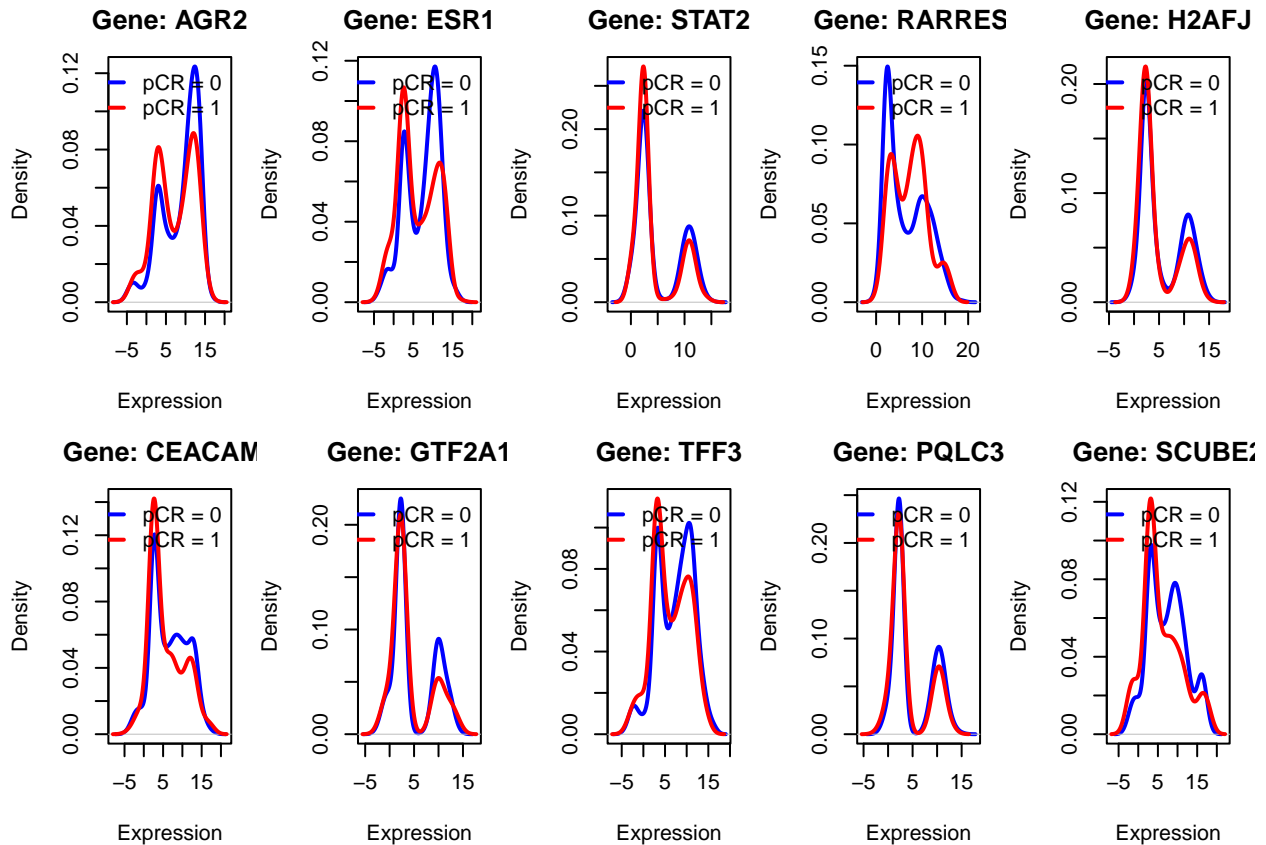 Gene: AGR2
Density
0.00 0.04 0.08 0.12
pCR = 0
pCR = 1
−5 5 15
Expression
Gene: ESR1
Density
0.00 0.04 0.08 0.12
pCR = 0
pCR = 1
−5 5 15
Expression
Gene: STAT2
Density
0.00 0.10 0.20
pCR = 0
pCR = 1
0 10
Expression
Gene: RARRES
Density
0.00 0.05 0.10 0.15
pCR = 0
pCR = 1
0 10 20
Expression
Gene: H2AFJ
Density
0.00 0.10 0.20
pCR = 0
pCR = 1
−5 5 15
Expression
Gene: CEACAM
Density
0.00 0.04 0.08 0.12
pCR = 0
pCR = 1
−5 5 15
Expression
Gene: GTF2A1
Density
0.00 0.10 0.20
pCR = 0
pCR = 1
−5 5 15
Expression
Gene: TFF3
Density
0.00 0.04 0.08
pCR = 0
pCR = 1
−5 5 15
Expression
Gene: PQLC3
Density
0.00 0.10 0.20
pCR = 0
pCR = 1
−5 5 15
Expression
Gene: SCUBE2
Density
0.00 0.04 0.08 0.12
pCR = 0
pCR = 1
−5 5 15
Expression